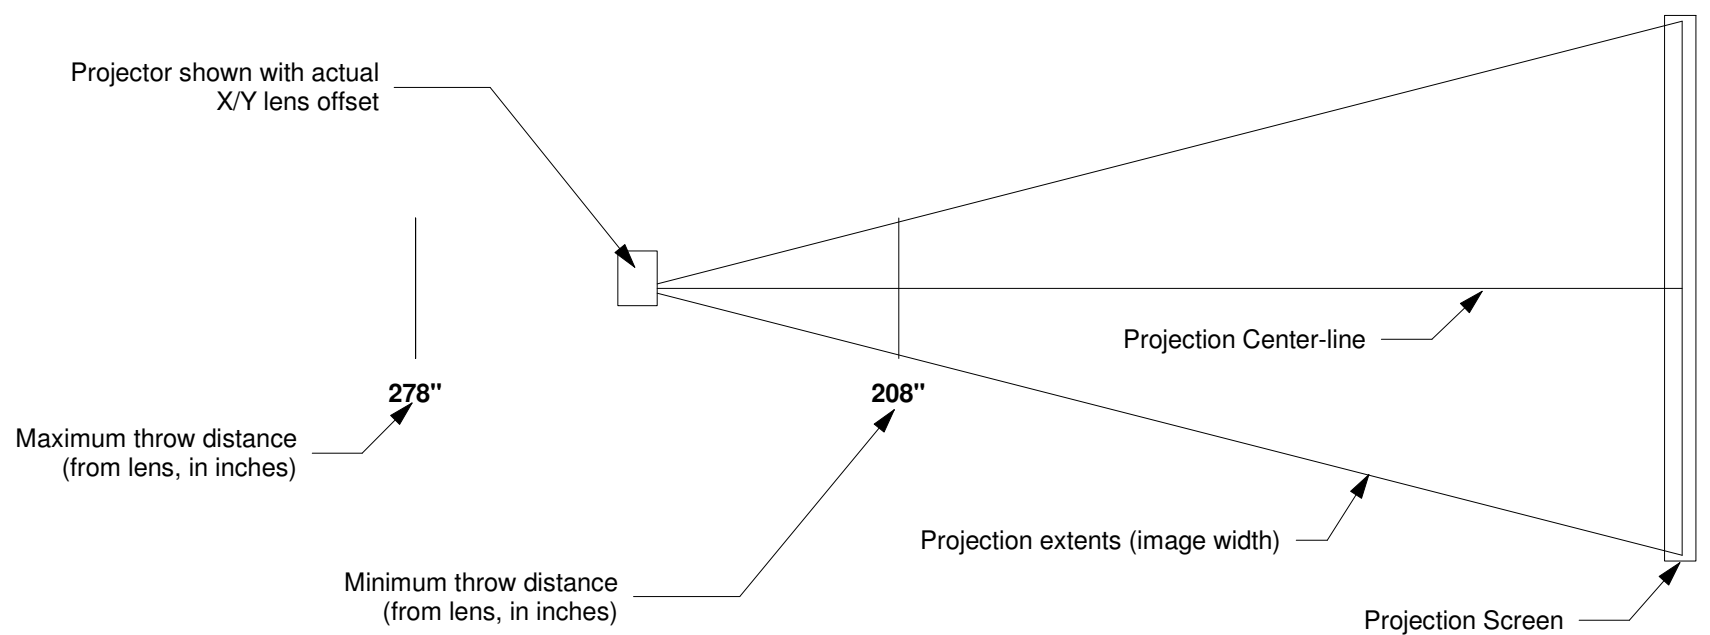 Projector shown with actual
X/Y lens offset
Projection Center-line
278"
208"
Maximum throw distance
(from lens, in inches)
Projection extents (image width)
Minimum throw distance
(from lens, in inches)
Projection Screen